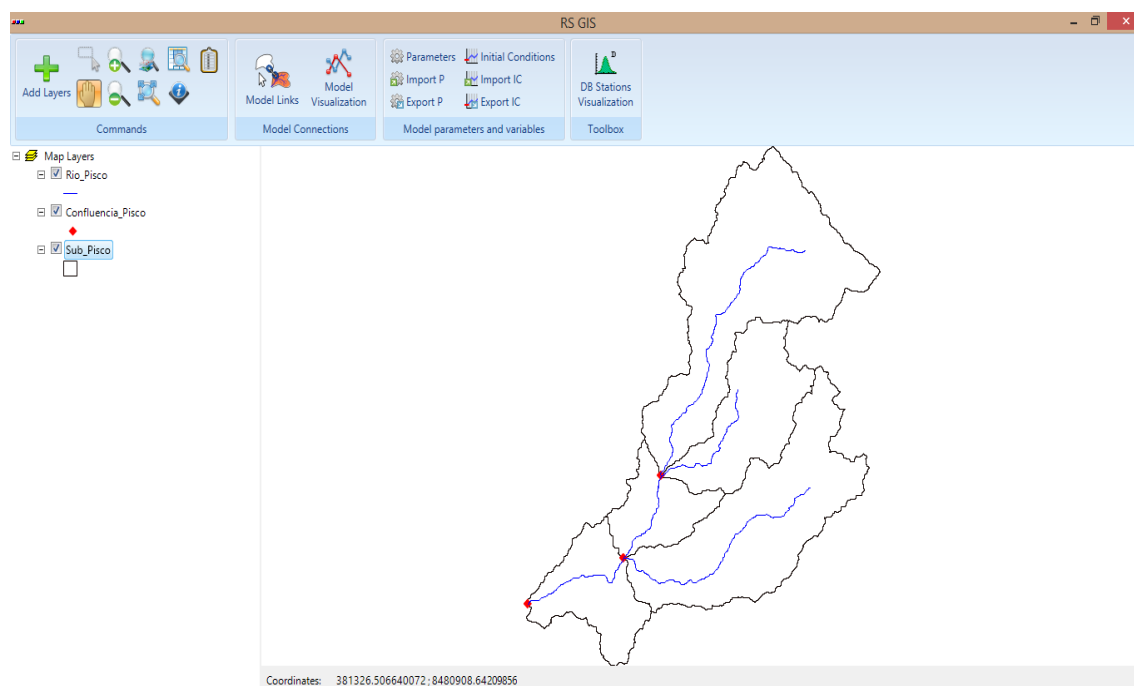 RS GIS
Add Layers
Commands
Model Links
Model Visualization
Model Connections
Parameters
Initial Conditions
Import P
Import IC
Export P
Export IC
Model parameters and variables
D
DB Stations Visualization
Toolbox
Map Layers
Rio_Pisco
Confluencia_Pisco
Sub_Pisco
Coordinates: 381326.506640072 ; 8480908.64209856